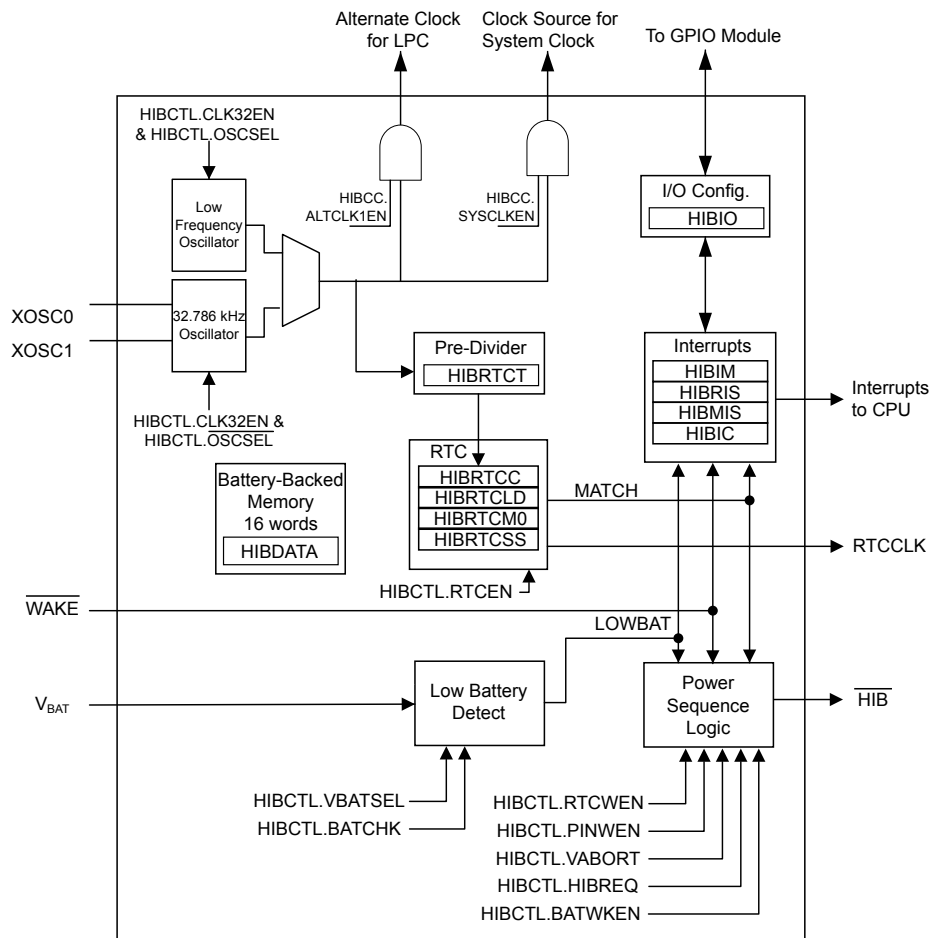 Alternate Clock
for LPC
Clock Source for
System Clock
To GPIO Module
HIBCTL.CLK32EN
& HIBCTL.OSCSEL
Low
Frequency
Oscillator
HIBCC.
ALTCLK1EN
HIBCC.
SYSCLKEN
I/O Config.
HIBIO
XOSC0
XOSC1
32.786 kHz
Oscillator
Pre-Divider
HIBRTCT
Interrupts
HIBIM
HIBRIS
HIBMIS
HIBIC
Interrupts
to CPU
HIBCTL.CLK32EN &
HIBCTL.OSCSEL
Battery-Backed
Memory
16 words
HIBDATA
RTC
HIBRTCC
HIBRTCLD
HIBRTCM0
HIBRTCSS
MATCH
RTCCLK
HIBCTL.RTCEN
WAKE
LOWBAT
VBAT
Low Battery
Detect
Power
Sequence
Logic
HIB
HIBCTL.VBATSEL
HIBCTL.BATCHK
HIBCTL.RTCWEN
HIBCTL.PINWEN
HIBCTL.VABORT
HIBCTL.HIBREQ
HIBCTL.BATWKEN